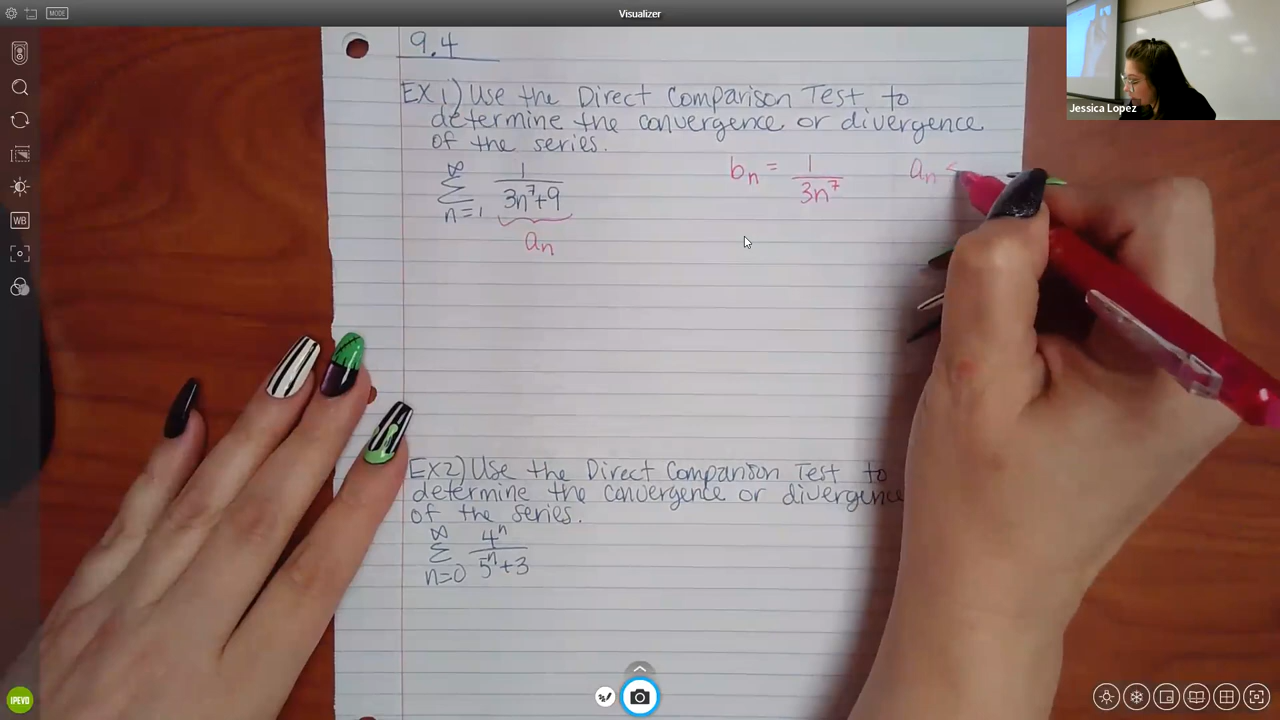 Visualizer
MODE
WB
IPEVO
Jessica Lopez
9.4
EX 1) Use the Direct Comparison Test to
determine the convergence or divergence
of the series.
∞
Σ 1/(3n⁷+9)
n=1
aₙ
bₙ = 1/(3n⁷)
aₙ <
EX2) Use the Direct Comparison Test to
determine the convergence or divergence
of the series.
∞
Σ 4ⁿ/(5ⁿ+3)
n=0